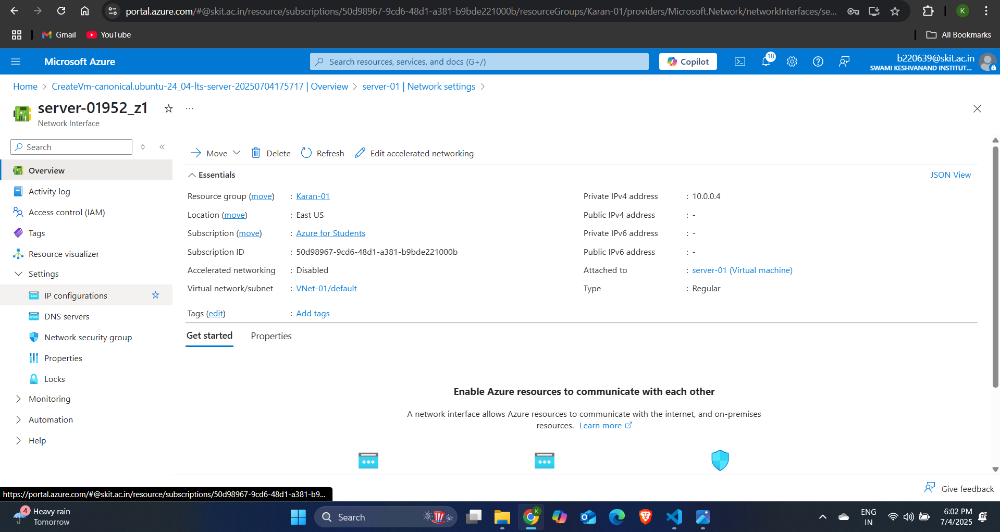 portal.azure.com/#@skit.ac.in/resource/subscriptions/50d98967-9cd6-48d1-a381-b9bde221000b/resourceGroups/Karan-01/providers/Microsoft.Network/networkInterfaces/se...
K
Gmail
YouTube
All Bookmarks
Microsoft Azure
Search resources, services, and docs (G+/)
Copilot
18
b220639@skit.ac.in
SWAMI KESHVANAND INSTITUT...
Home > CreateVm-canonical.ubuntu-24_04-lts-server-20250704175717 | Overview > server-01 | Network settings >
server-01952_z1
...
Network Interface
Search
Overview
Activity log
Access control (IAM)
Tags
Resource visualizer
Settings
IP configurations
DNS servers
Network security group
Properties
Locks
Monitoring
Automation
Help
Move
Delete
Refresh
Edit accelerated networking
Essentials
JSON View
Resource group (move) : Karan-01
Location (move) : East US
Subscription (move) : Azure for Students
Subscription ID : 50d98967-9cd6-48d1-a381-b9bde221000b
Accelerated networking : Disabled
Virtual network/subnet : VNet-01/default
Private IPv4 address : 10.0.0.4
Public IPv4 address : -
Private IPv6 address : -
Public IPv6 address : -
Attached to : server-01 (Virtual machine)
Type : Regular
Tags (edit) : Add tags
Get started
Properties
Enable Azure resources to communicate with each other
A network interface allows Azure resources to communicate with the internet, and on-premises
resources. Learn more
Give feedback
https://portal.azure.com/#@skit.ac.in/resource/subscriptions/50d98967-9cd6-48d1-a381-b9...
4
Heavy rain
Tomorrow
Search
K
ENG
IN
6:02 PM
7/4/2025